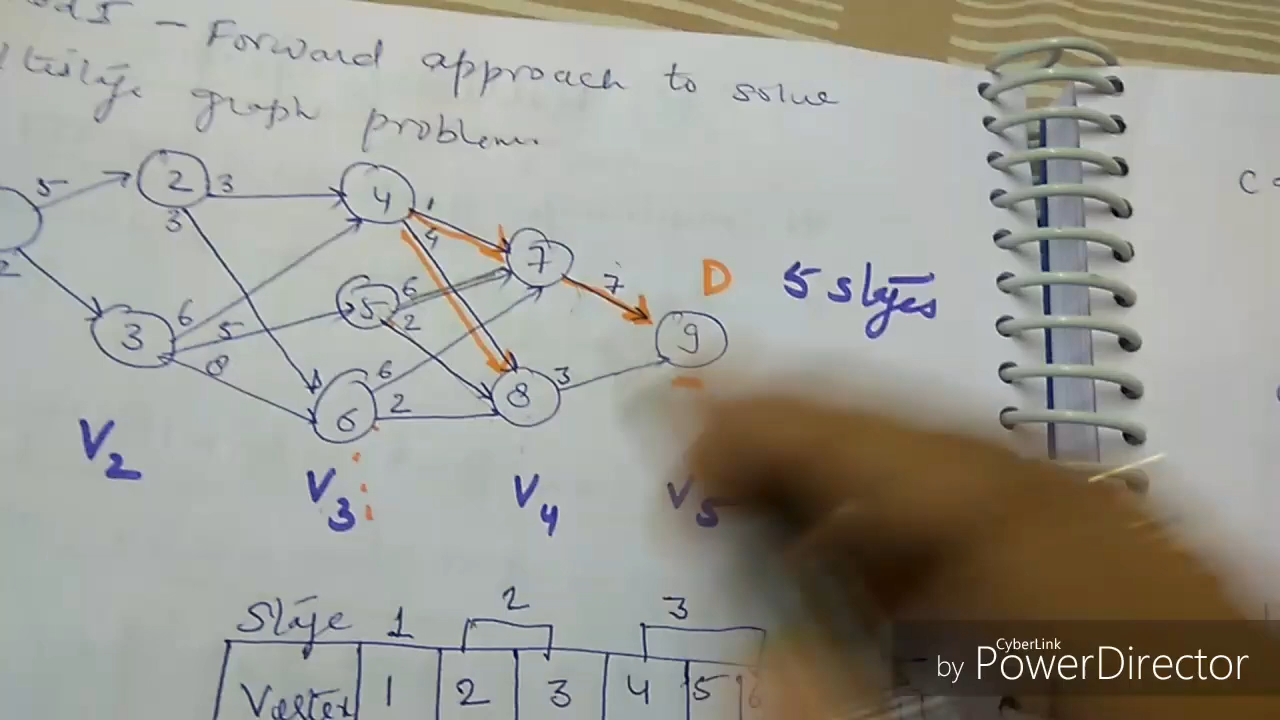 - Forward approach to solve
graph problem.
5 2 3 4 1
3 4 7 7 D 5 stages
2 3 6 5 8 5 6 2 9
6 6 2 8 3
V2 V3 V4 V5
Stage 1 2 3
Vertex 1 2 3 4 5 6
CyberLink
by PowerDirector